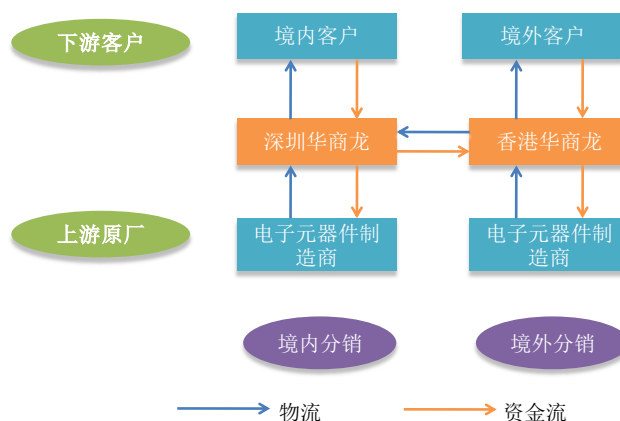 下游客户
境内客户
境外客户
深圳华商龙
香港华商龙
上游原厂
电子元器件制
造商
电子元器件制
造商
境内分销
境外分销
物流
资金流